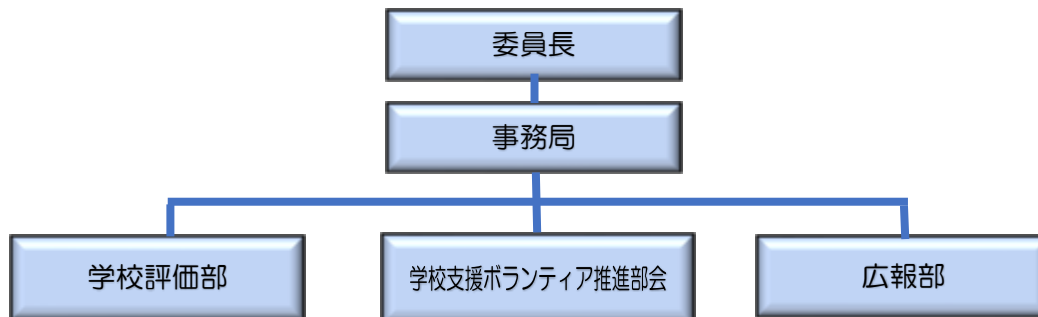 委員長
事務局
学校評価部
学校支援ボランティア推進部会
広報部